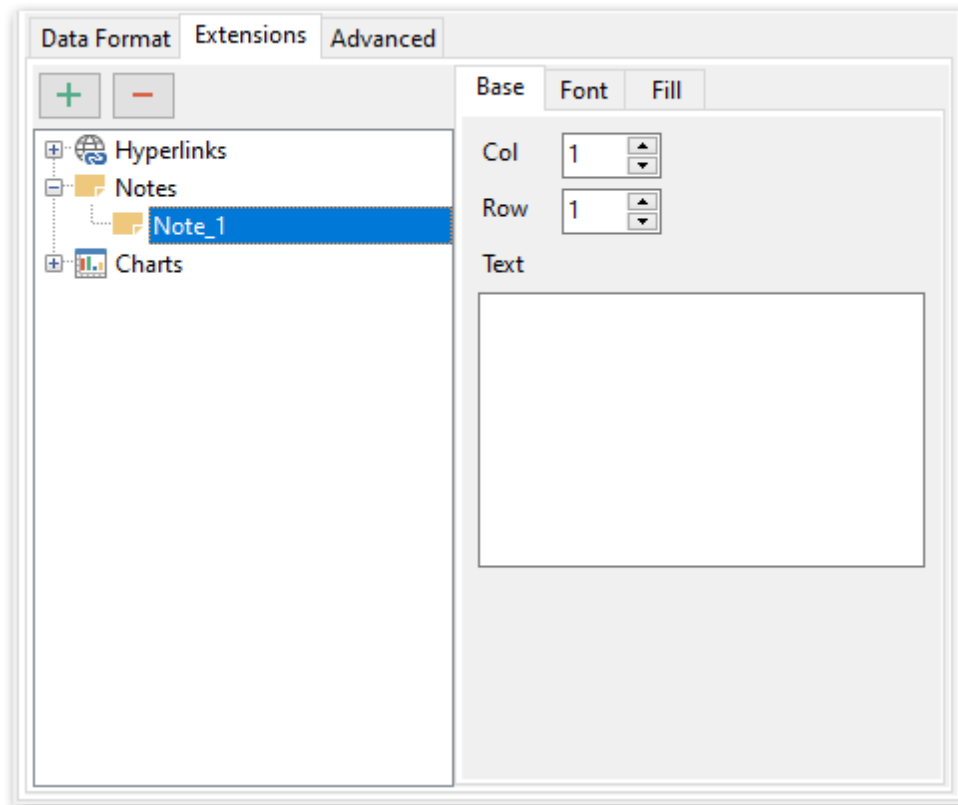 Data Format Extensions Advanced
Base Font Fill
Hyperlinks
Notes
Note_1
Charts
Col 1
Row 1
Text